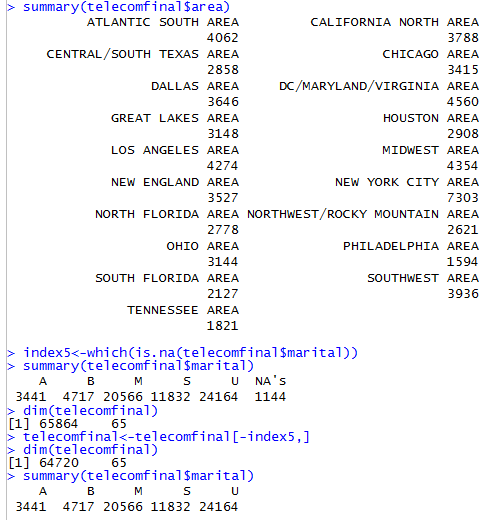 > summary(telecomfinal$area)
ATLANTIC SOUTH AREA CALIFORNIA NORTH AREA
4062 3788
CENTRAL/SOUTH TEXAS AREA CHICAGO AREA
2858 3415
DALLAS AREA DC/MARYLAND/VIRGINIA AREA
3646 4560
GREAT LAKES AREA HOUSTON AREA
3148 2908
LOS ANGELES AREA MIDWEST AREA
4274 4354
NEW ENGLAND AREA NEW YORK CITY AREA
3527 7303
NORTH FLORIDA AREA NORTHWEST/ROCKY MOUNTAIN AREA
2778 2621
OHIO AREA PHILADELPHIA AREA
3144 1594
SOUTH FLORIDA AREA SOUTHWEST AREA
2127 3936
TENNESSEE AREA
1821
> index5<-which(is.na(telecomfinal$marital))
> summary(telecomfinal$marital)
A B M S U NA's
3441 4717 20566 11832 24164 1144
> dim(telecomfinal)
[1] 65864 65
> telecomfinal<-telecomfinal[-index5,]
> dim(telecomfinal)
[1] 64720 65
> summary(telecomfinal$marital)
A B M S U
3441 4717 20566 11832 24164